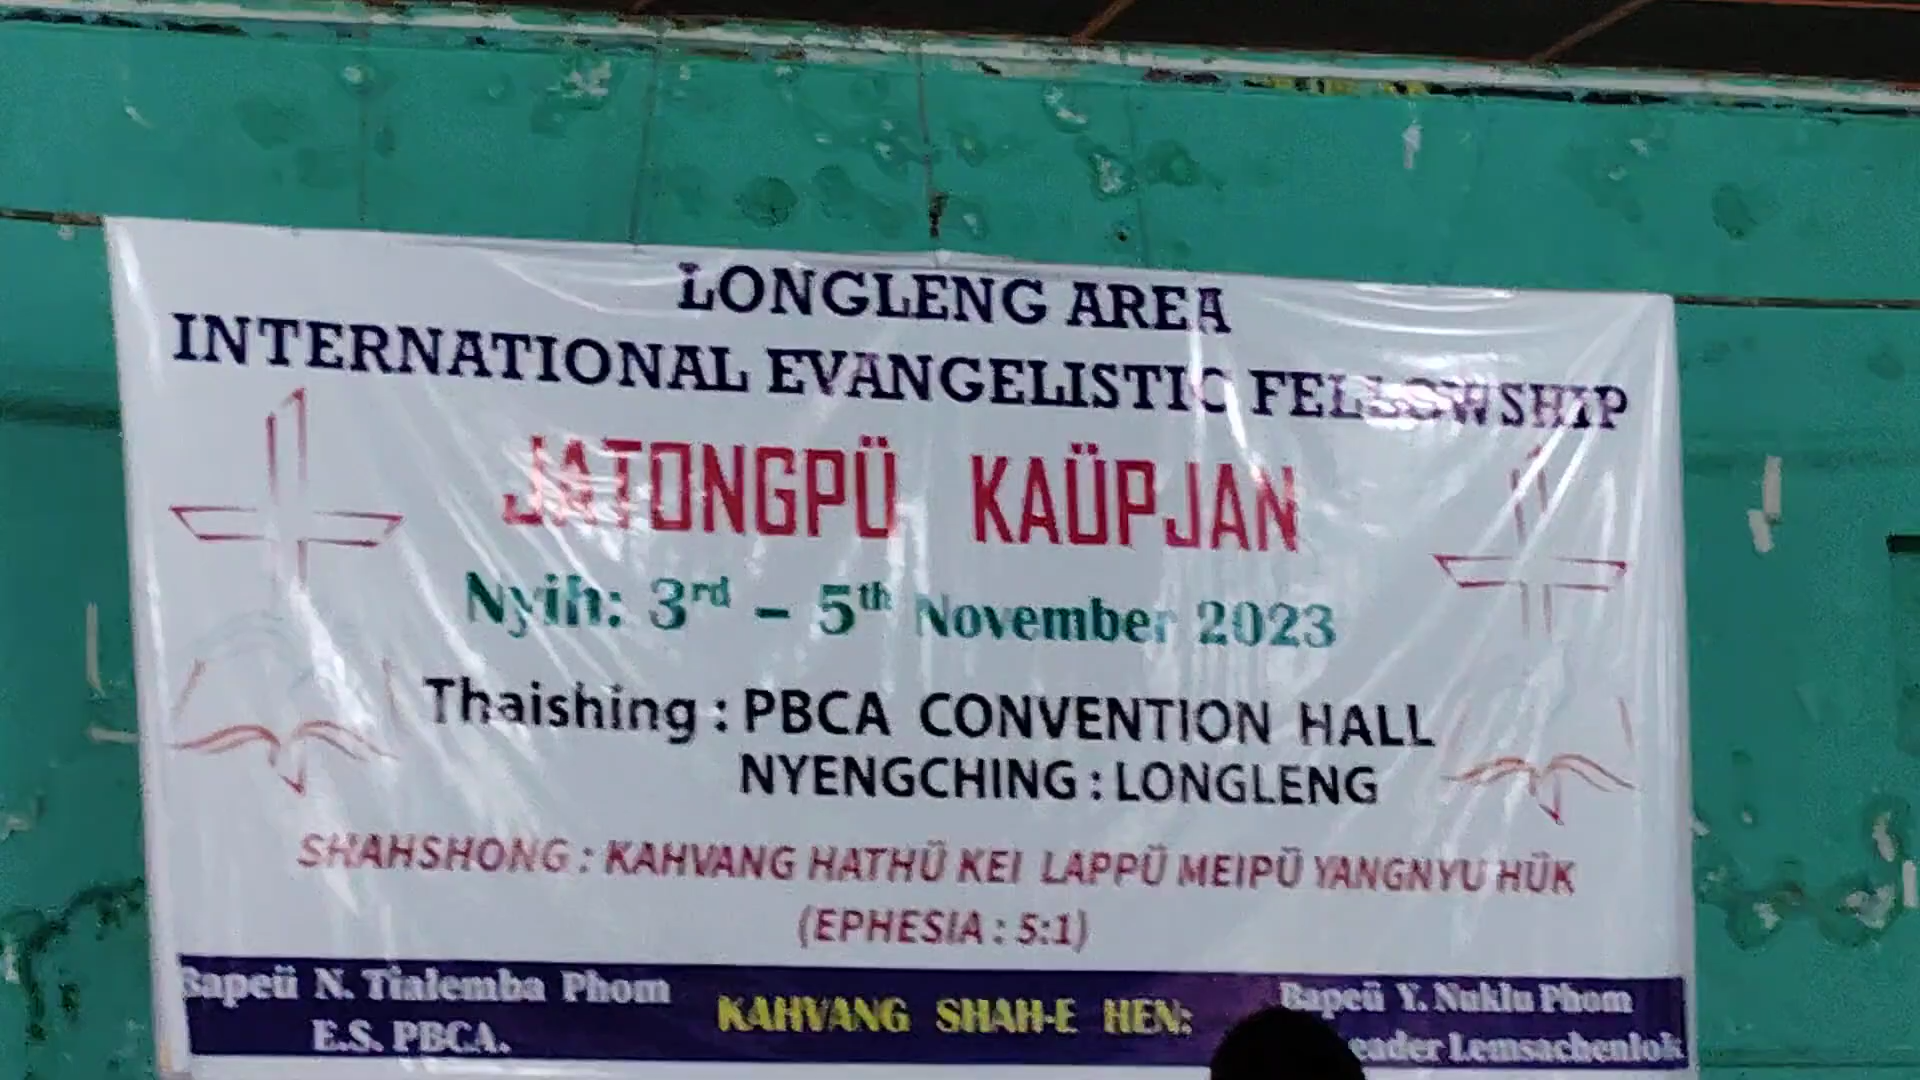 LONGLENG AREA
INTERNATIONAL EVANGELISTIC FELLOWSHIP
JATONGPÜ KAÜPJAN
Nyih: 3rd – 5th November 2023
Thaishing : PBCA CONVENTION HALL
NYENGCHING : LONGLENG
SHAHSHONG : KAHVANG HATHÜ KEI LAPPÜ MEIPÜ YANGNYU HÜK
(EPHESIA : 5:1)
Bapeü N. Tialemba Phom
E.S. PBCA.
KAHVANG SHAH-E HEN:
Bapeü Y. Nuklu Phom
eader Lemsachenlok